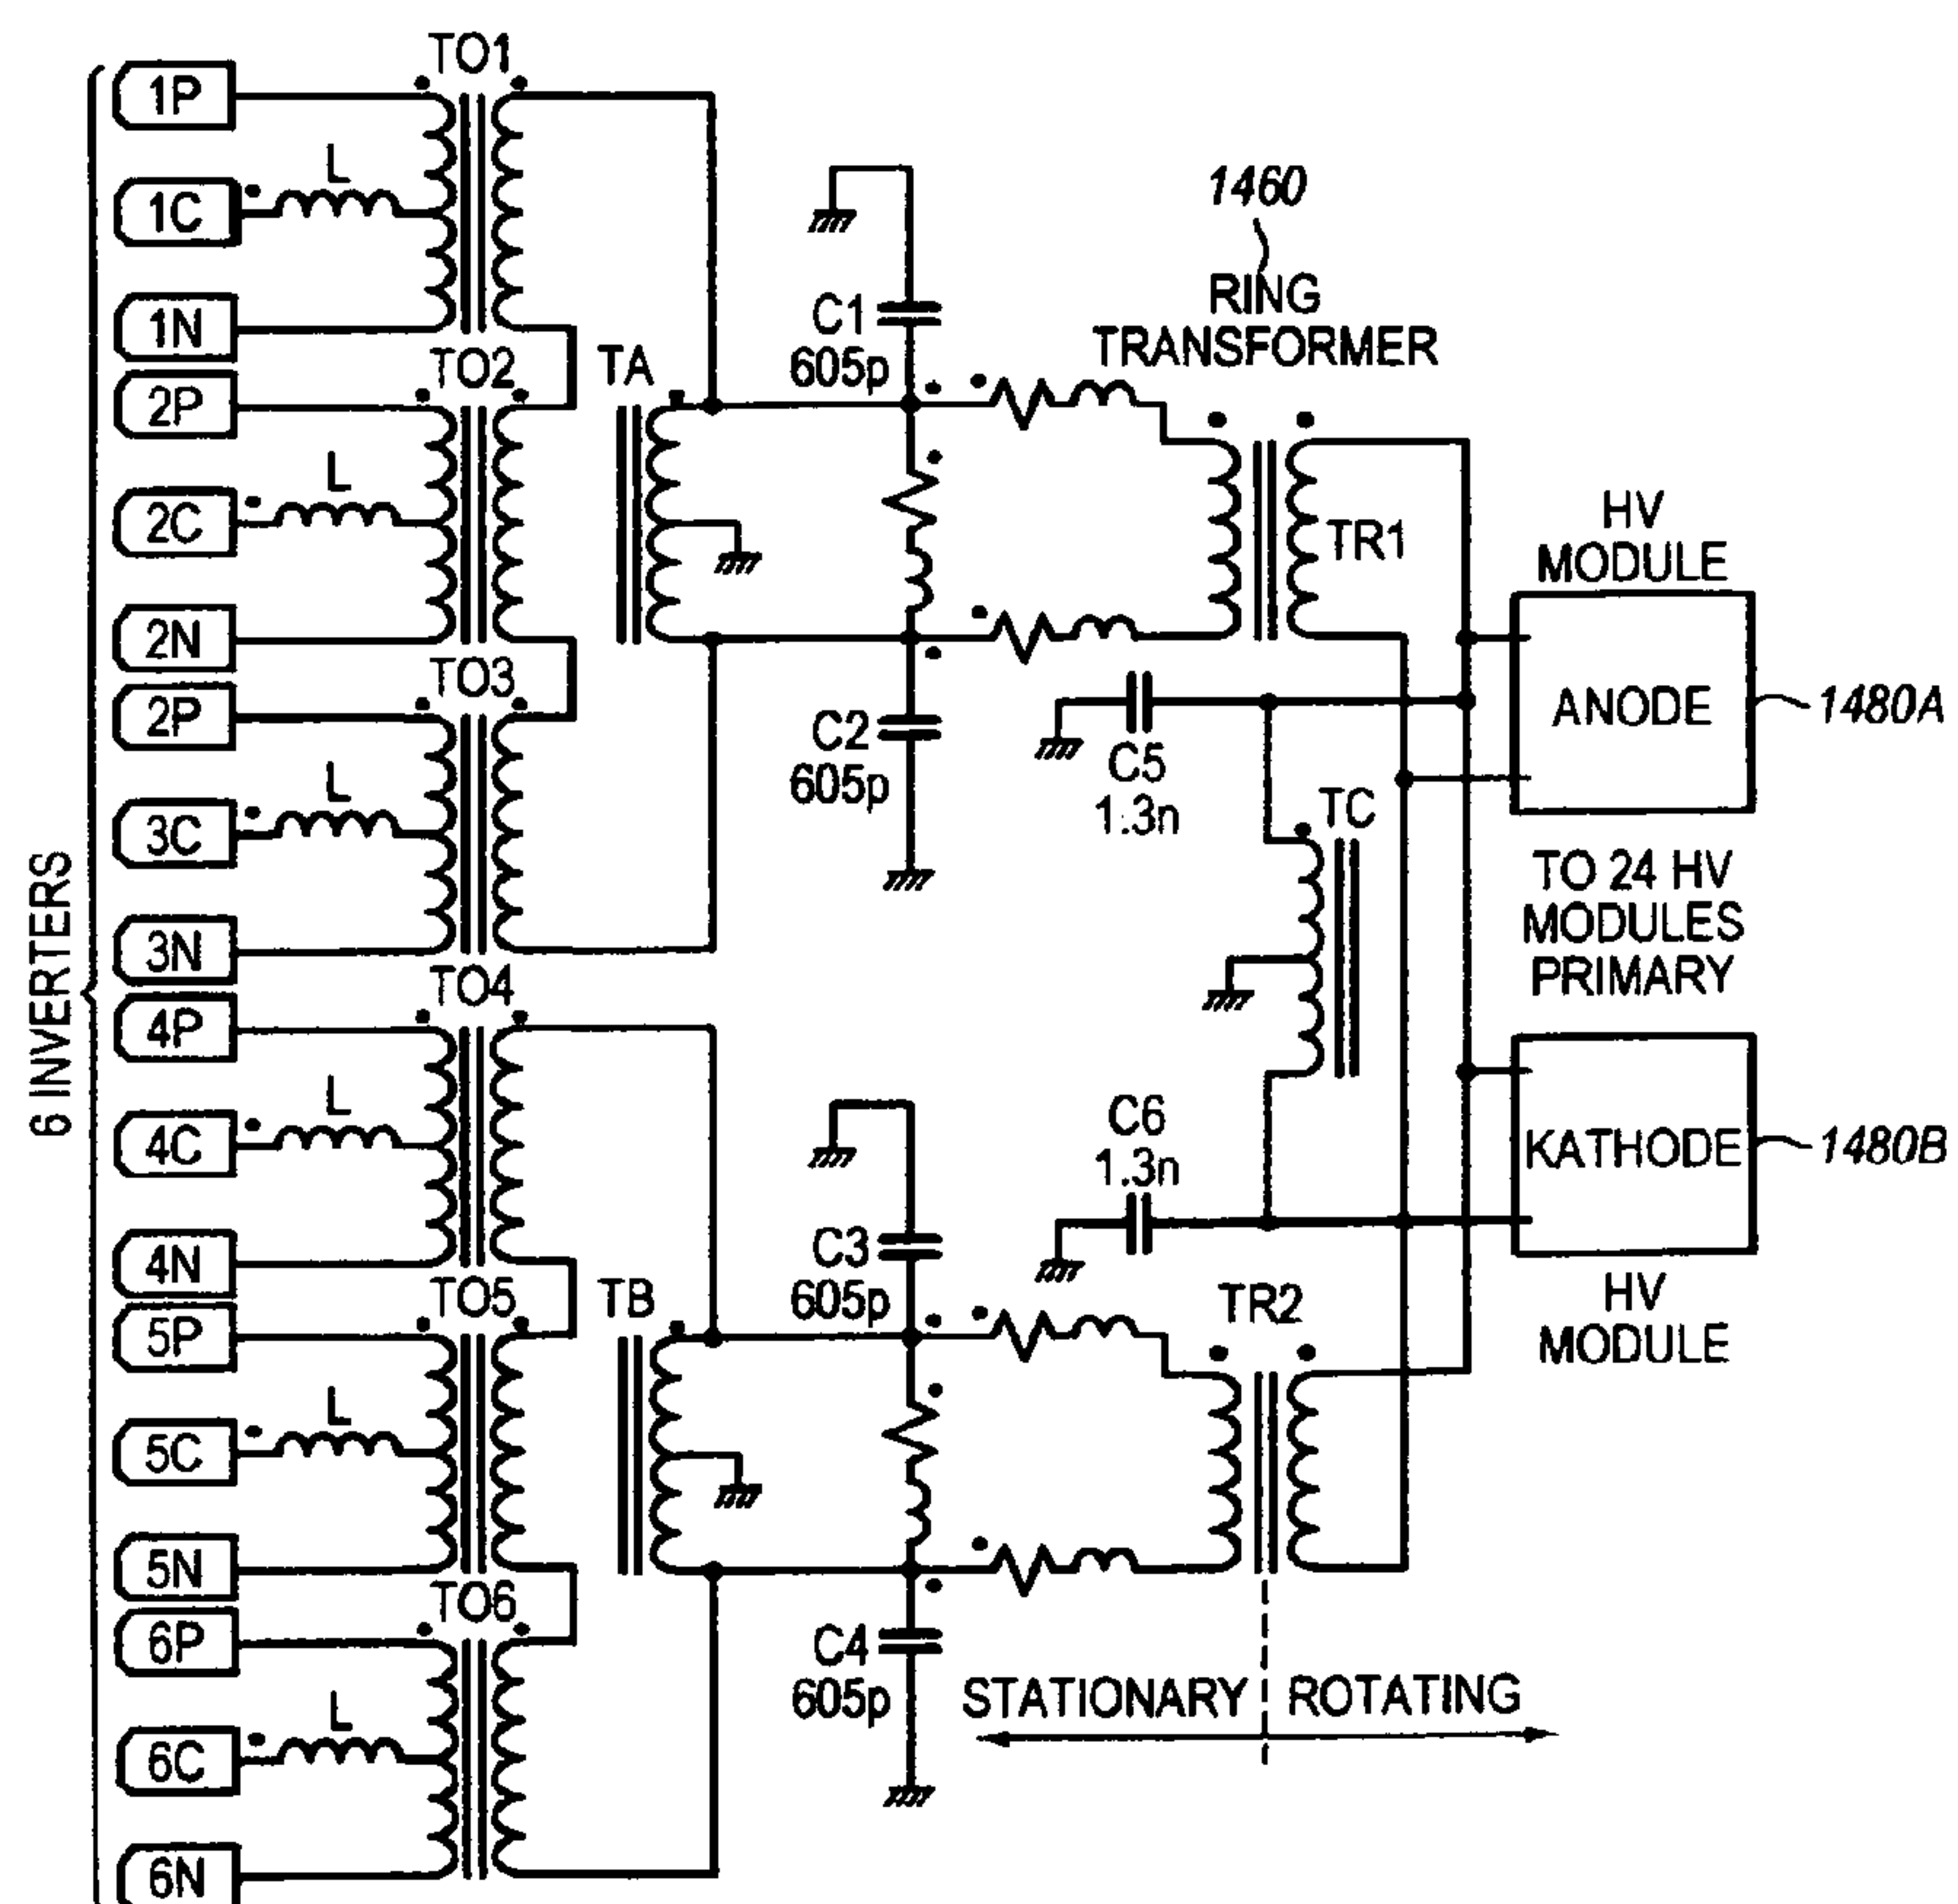 6 INVERTERS
1P
1C
1N
2P
2C
2N
2P
3C
3N
4P
4C
4N
5P
5C
5N
6P
6C
6N
L
L
L
L
L
L
TO1
TO2
TO3
TO4
TO5
TO6
TA
TB
C1
605p
C2
605p
C3
605p
C4
605p
1460
RING
TRANSFORMER
TR1
C5
1.3n
TC
C6
1.3n
TR2
HV
MODULE
ANODE
1480A
TO 24 HV
MODULES
PRIMARY
KATHODE
1480B
HV
MODULE
STATIONARY
ROTATING